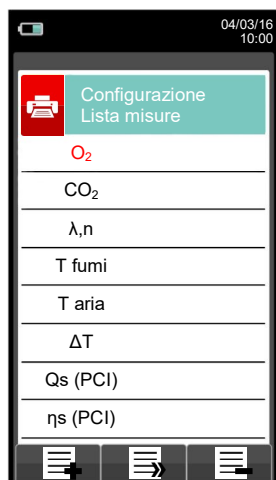 04/03/16
10:00
Configurazione
Lista misure
O₂
CO₂
λ,n
T fumi
T aria
ΔT
Qs (PCI)
ηs (PCI)